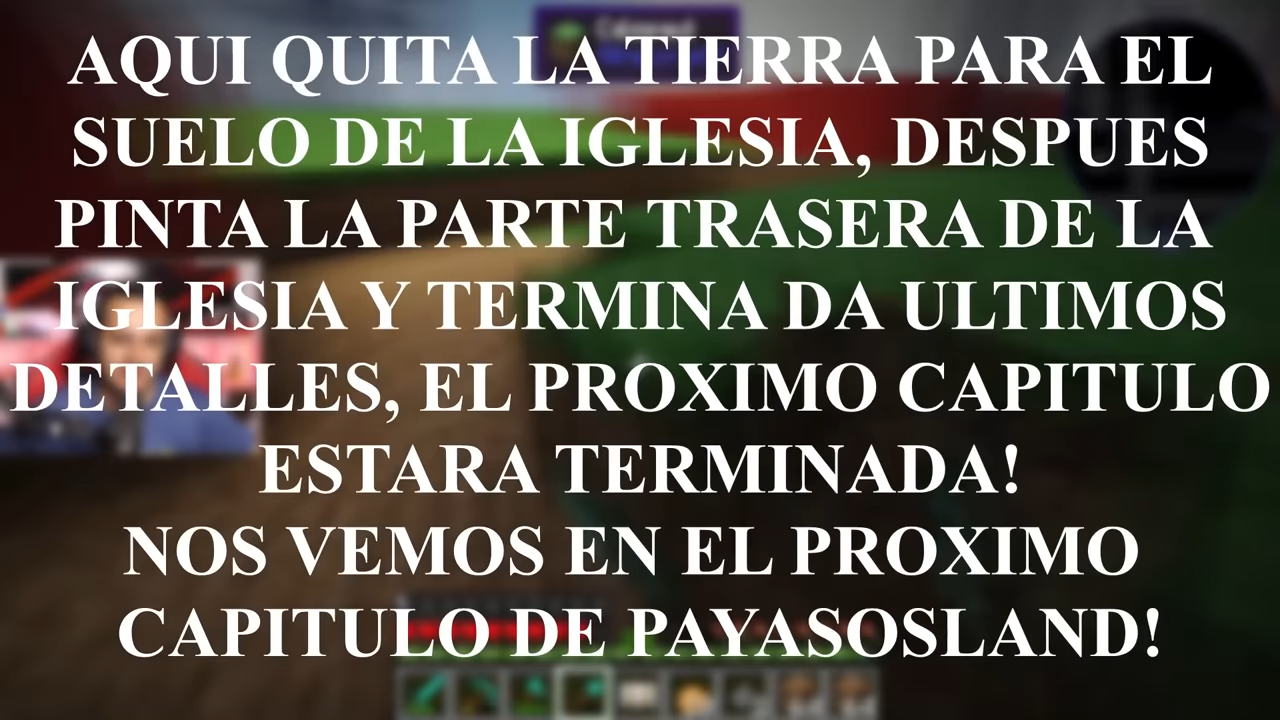 AQUI QUITA LA TIERRA PARA EL
SUELO DE LA IGLESIA, DESPUES
PINTA LA PARTE TRASERA DE LA
IGLESIA Y TERMINA DA ULTIMOS
DETALLES, EL PROXIMO CAPITULO
ESTARA TERMINADA!
NOS VEMOS EN EL PROXIMO
CAPITULO DE PAYASOSLAND!